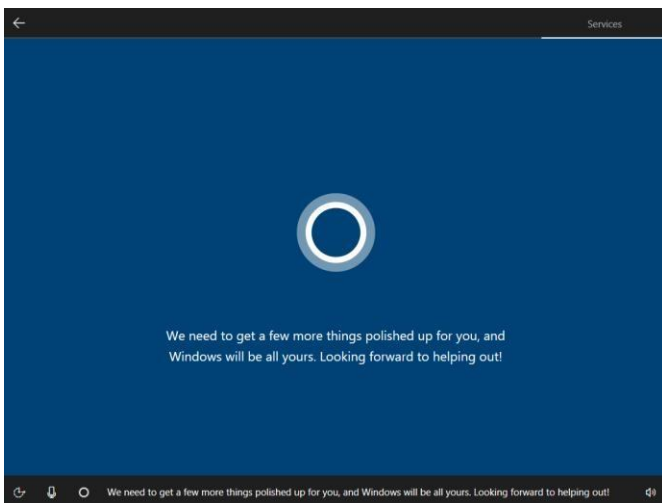 Services
We need to get a few more things polished up for you, and
Windows will be all yours. Looking forward to helping out!
We need to get a few more things polished up for you, and Windows will be all yours. Looking forward to helping out!